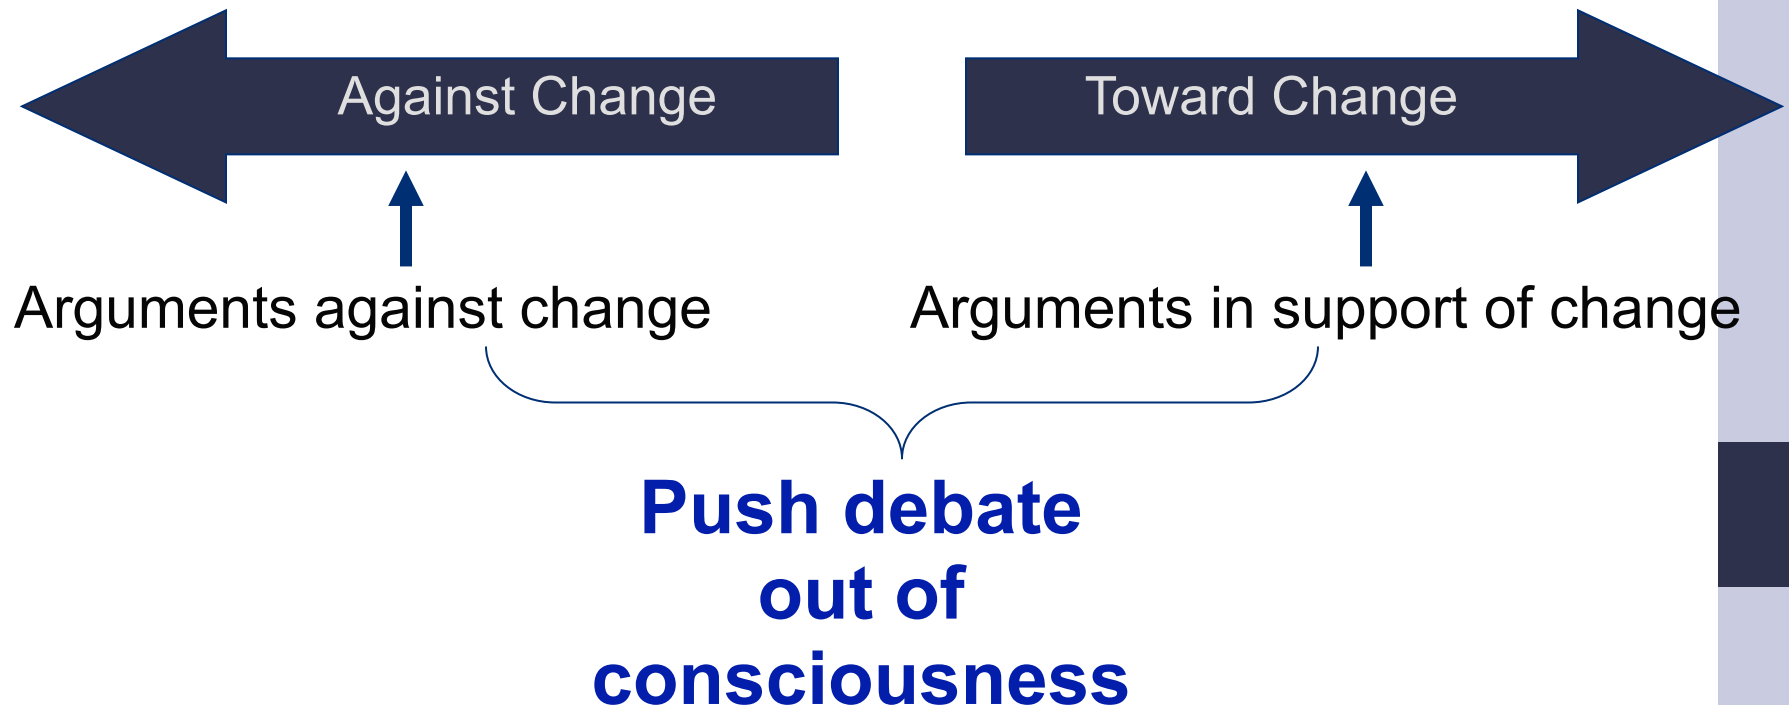 Against Change
Toward Change
Arguments against change
Arguments in support of change
Push debate
out of
consciousness